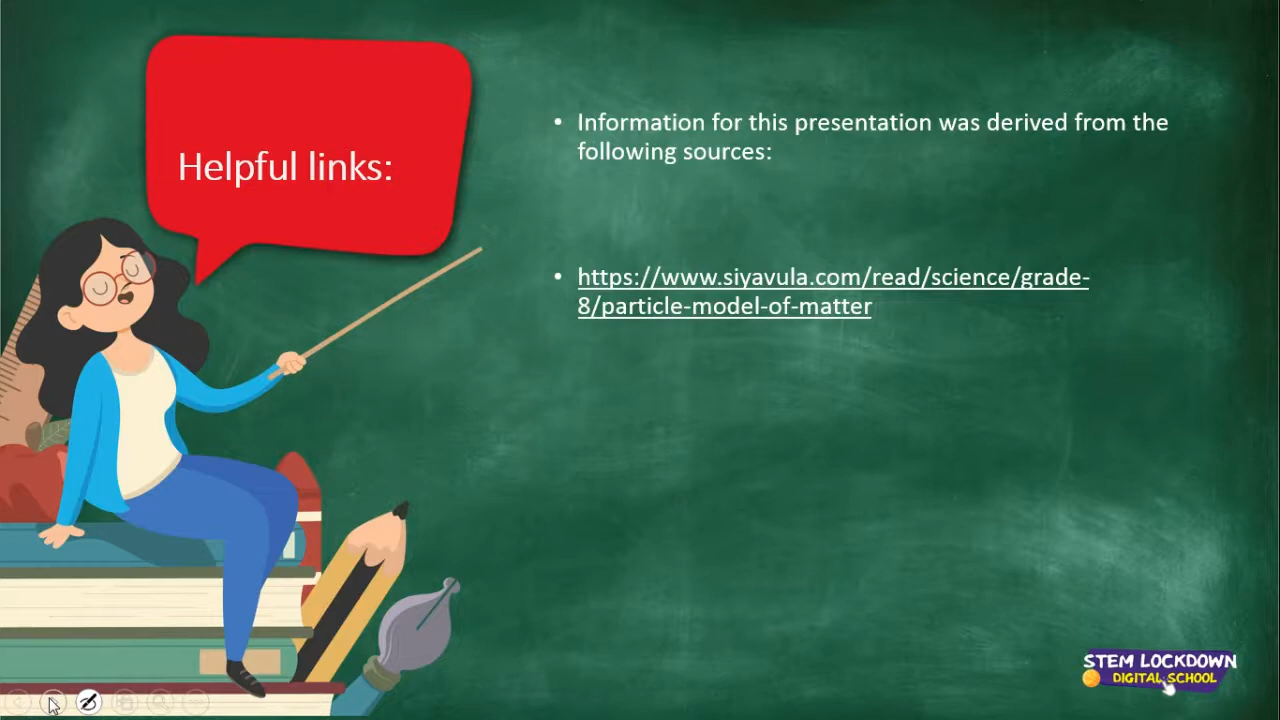 Helpful links:
• Information for this presentation was derived from the
following sources:
• https://www.siyavula.com/read/science/grade-
8/particle-model-of-matter
STEM LOCKDOWN
DIGITAL SCHOOL